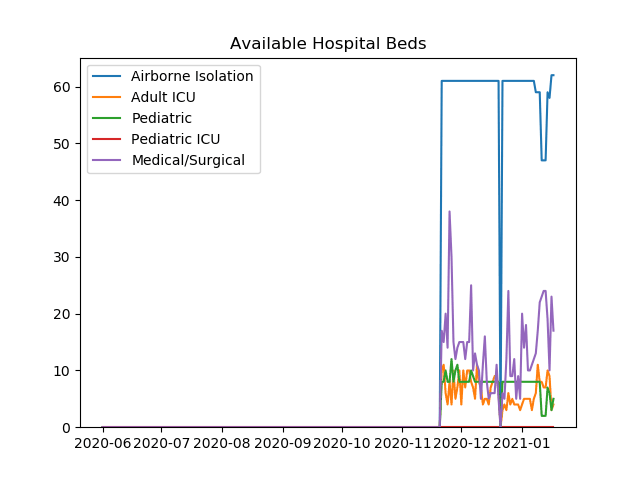 Available Hospital Beds
Airborne Isolation
Adult ICU
Pediatric
Pediatric ICU
Medical/Surgical
60
50
40
30
20
10
0
2020-06 2020-07 2020-08 2020-09 2020-10 2020-11 2020-12 2021-01